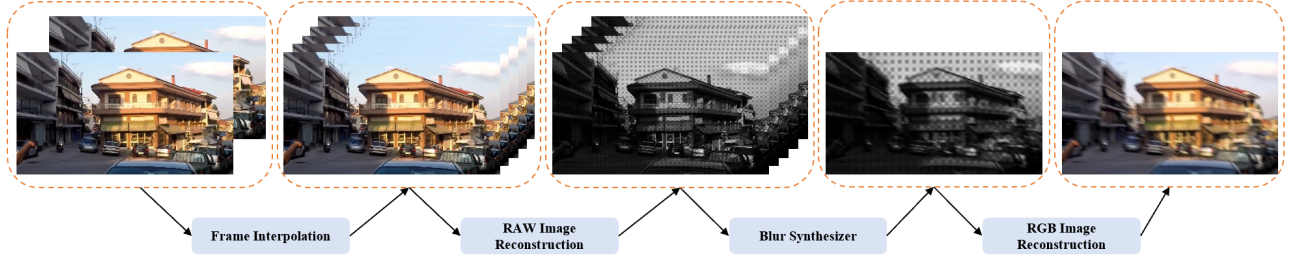 Frame Interpolation
RAW Image
Reconstruction
Blur Synthesizer
RGB Image
Reconstruction